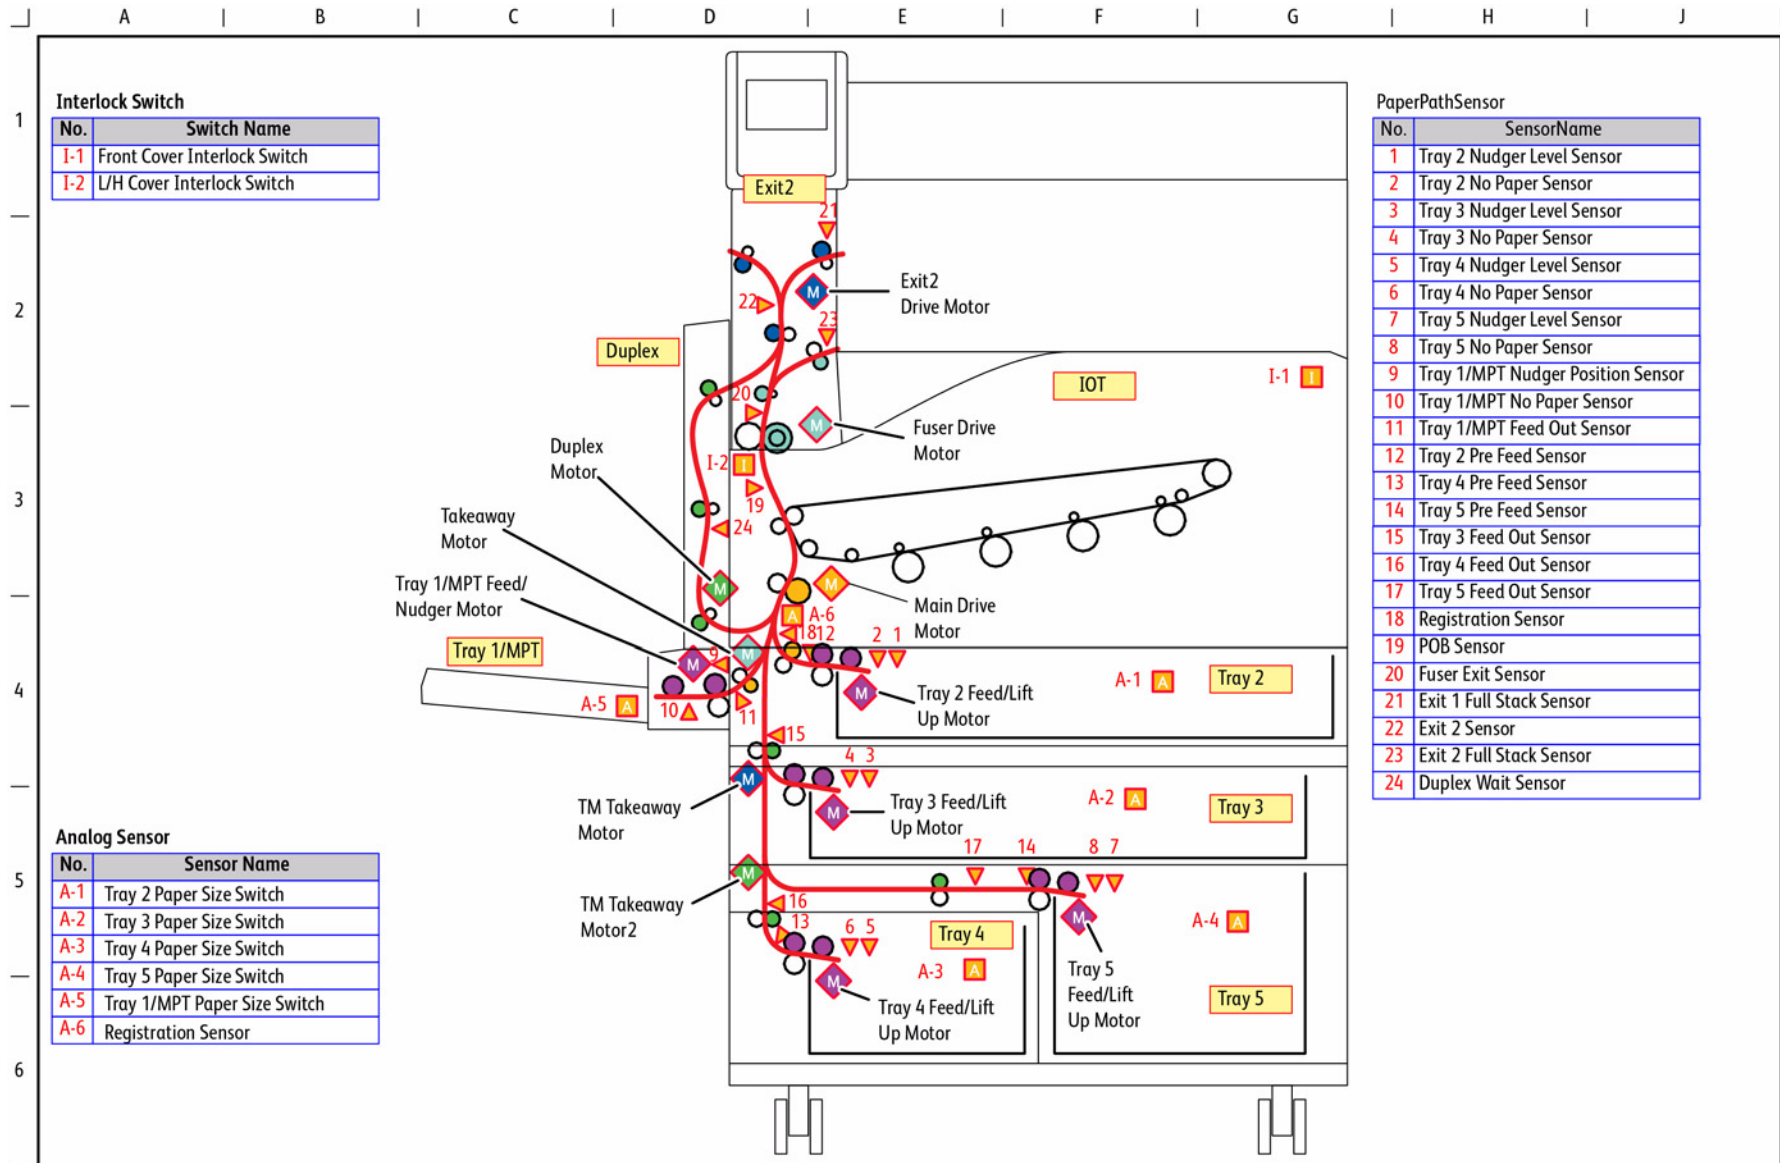 A | B | C | D | E | F | G | H | J
1
2
3
4
5
6
Interlock Switch
No. Switch Name
I-1 Front Cover Interlock Switch
I-2 L/H Cover Interlock Switch
Analog Sensor
No. Sensor Name
A-1 Tray 2 Paper Size Switch
A-2 Tray 3 Paper Size Switch
A-3 Tray 4 Paper Size Switch
A-4 Tray 5 Paper Size Switch
A-5 Tray 1/MPT Paper Size Switch
A-6 Registration Sensor
Exit2
21
22
M
Exit2
Drive Motor
23
Duplex
IOT
I-1 I
20
M
Fuser Drive
Motor
Duplex
Motor
I-2 I
19
24
Takeaway
Motor
M
M
Main Drive
Motor
Tray 1/MPT Feed/
Nudger Motor
A A-6
18 12 2 1
Tray 1/MPT
M
9
M
A-1 A
Tray 2
M
Tray 2 Feed/Lift
Up Motor
A-5 A
10
11
15
4 3
M
TM Takeaway
Motor
M
Tray 3 Feed/Lift
Up Motor
A-2 A
Tray 3
17 14 8 7
M
TM Takeaway
Motor2
16
13 6 5
Tray 4
A-3 A
M
Tray 4 Feed/Lift
Up Motor
M
Tray 5
Feed/Lift
Up Motor
A-4 A
Tray 5
PaperPathSensor
No. SensorName
1 Tray 2 Nudger Level Sensor
2 Tray 2 No Paper Sensor
3 Tray 3 Nudger Level Sensor
4 Tray 3 No Paper Sensor
5 Tray 4 Nudger Level Sensor
6 Tray 4 No Paper Sensor
7 Tray 5 Nudger Level Sensor
8 Tray 5 No Paper Sensor
9 Tray 1/MPT Nudger Position Sensor
10 Tray 1/MPT No Paper Sensor
11 Tray 1/MPT Feed Out Sensor
12 Tray 2 Pre Feed Sensor
13 Tray 4 Pre Feed Sensor
14 Tray 5 Pre Feed Sensor
15 Tray 3 Feed Out Sensor
16 Tray 4 Feed Out Sensor
17 Tray 5 Feed Out Sensor
18 Registration Sensor
19 POB Sensor
20 Fuser Exit Sensor
21 Exit 1 Full Stack Sensor
22 Exit 2 Sensor
23 Exit 2 Full Stack Sensor
24 Duplex Wait Sensor